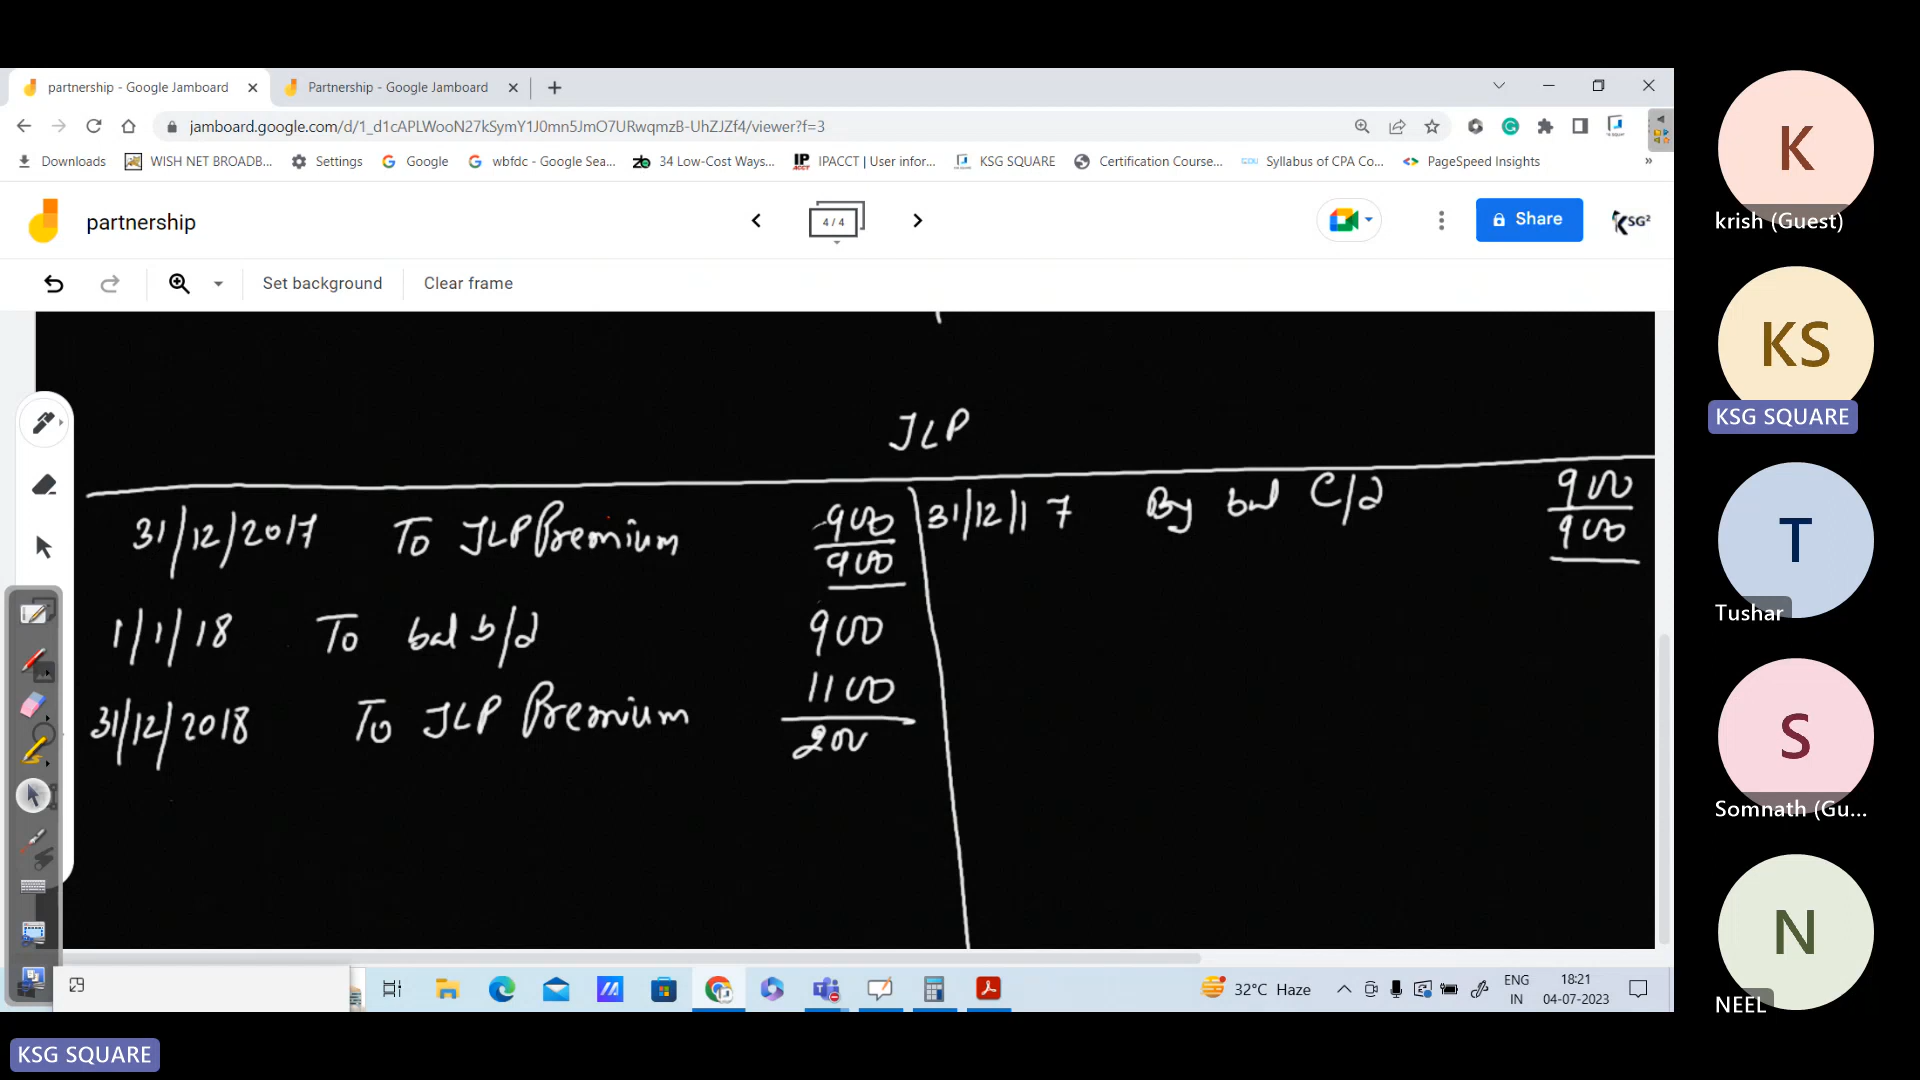 partnership - Google Jamboard
Partnership - Google Jamboard
jamboard.google.com/d/1_d1cAPLWooN27kSymY1J0mn5JmO7URwqmzB-UhZJZf4/viewer?f=3
Downloads WISH NET BROADB... Settings Google wbfdc - Google Sea... 34 Low-Cost Ways... IPACCT | User infor... KSG SQUARE Certification Course... Syllabus of CPA Co... PageSpeed Insights »
partnership
4 / 4
Share
KSG²
Set background Clear frame
JLP
31/12/2017 To JLP Premium 900 31/12/17 By bal C/d 900
900 900
1/1/18 To bal b/d 900
31/12/2018 To JLP Premium 1100
200
32°C Haze
ENG
IN
18:21
04-07-2023
K
krish (Guest)
KS
KSG SQUARE
T
Tushar
S
Somnath (Gu...
N
NEEL
KSG SQUARE